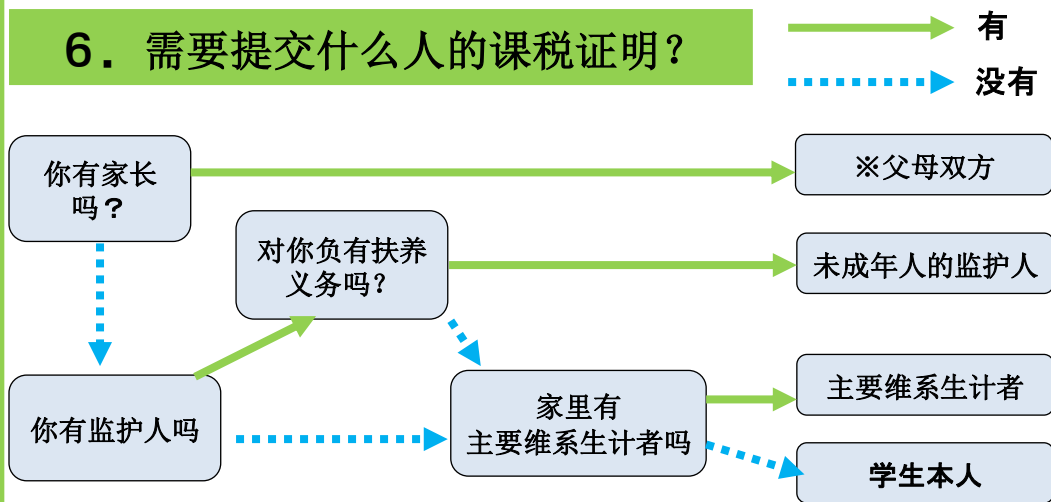 6．需要提交什么人的课税证明？
有
没有
你有家长
吗？
※父母双方
对你负有扶养
义务吗？
未成年人的监护人
你有监护人吗
家里有
主要维系生计者吗
主要维系生计者
学生本人